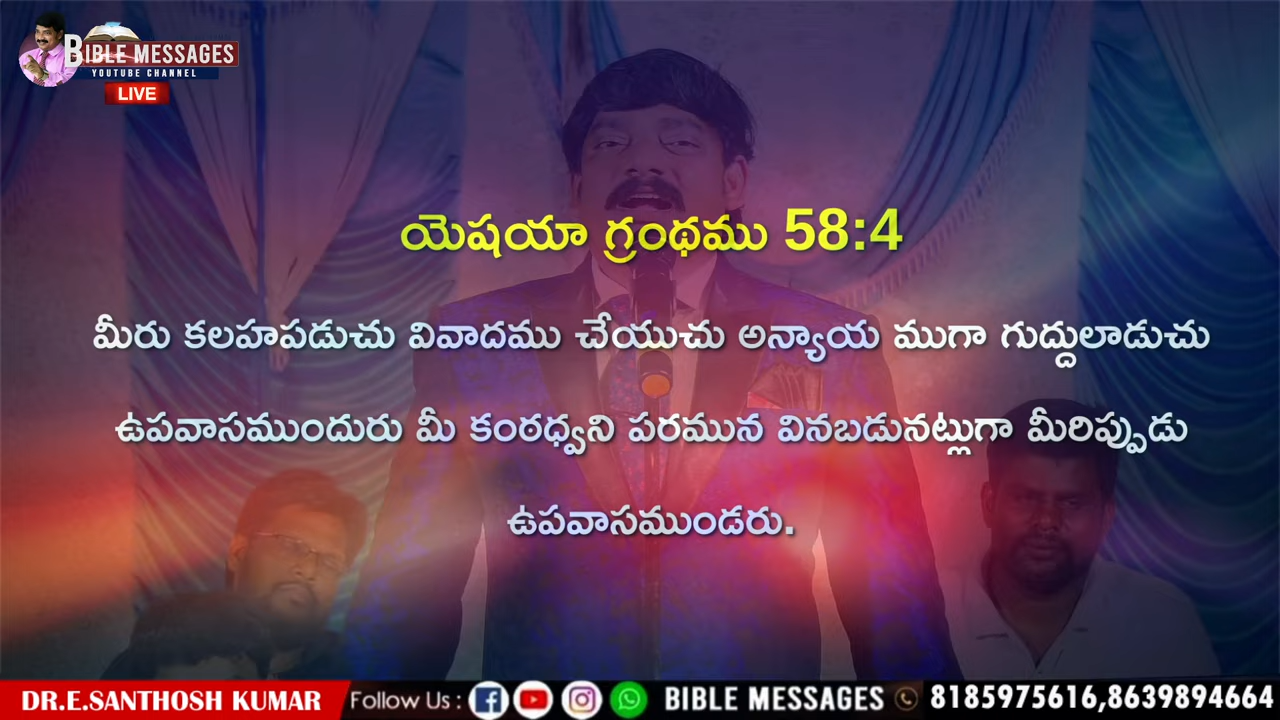 BIBLE MESSAGES
YOUTUBE CHANNEL
LIVE
యెషయా గ్రంథము 58:4
మీరు కలహపడుచు వివాదము చేయుచు అన్యాయ ముగా గుద్దులాడుచు
ఉపవాసముందురు మీ కంఠధ్వని పరమున వినబడునట్లుగా మీరిప్పుడు
ఉపవాసముండరు.
DR.E.SANTHOSH KUMAR Follow Us : BIBLE MESSAGES 8185975616,8639894664